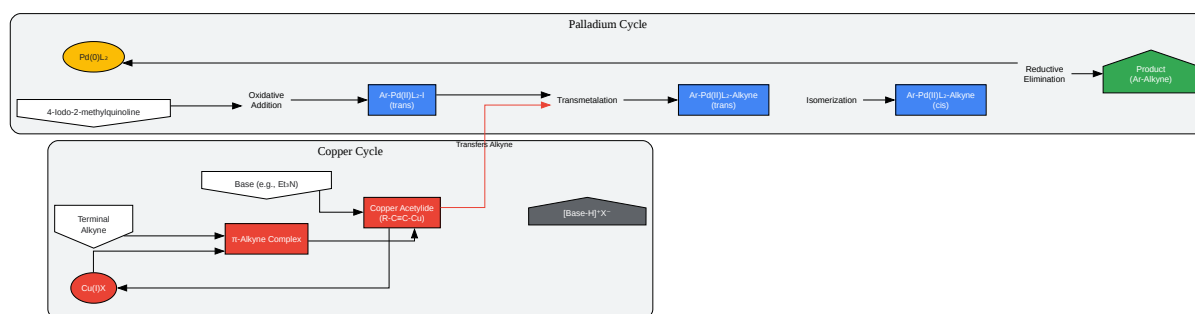 Palladium Cycle
Pd(0)L₂
4-Iodo-2-methylquinoline
Oxidative
Addition
Ar-Pd(II)L₂-I
(trans)
Transmetalation
Ar-Pd(II)L₂-Alkyne
(trans)
Isomerization
Ar-Pd(II)L₂-Alkyne
(cis)
Reductive
Elimination
Product
(Ar-Alkyne)
Transfers Alkyne
Copper Cycle
Base (e.g., Et₃N)
Terminal
Alkyne
π-Alkyne Complex
Copper Acetylide
(R-C≡C-Cu)
[Base-H]⁺X⁻
Cu(I)X